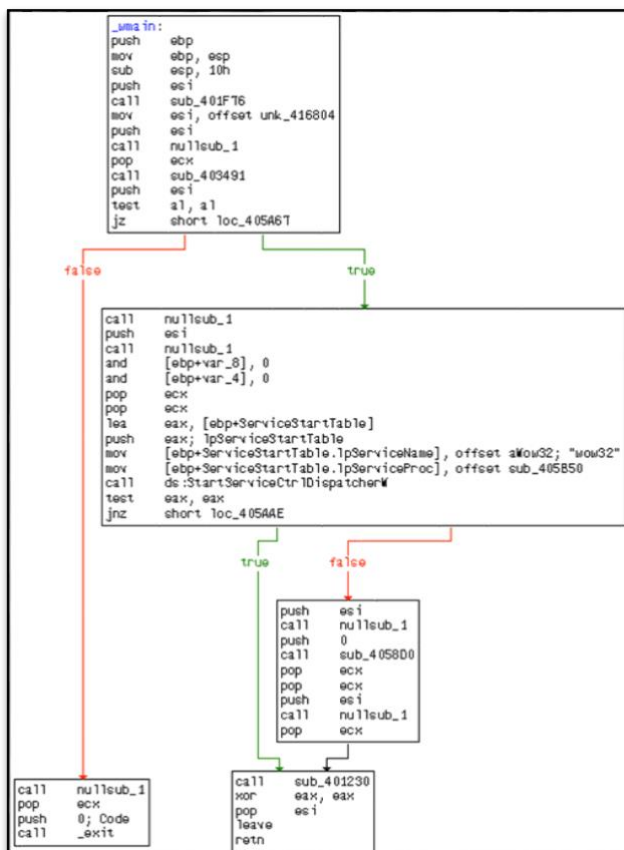 _wmain:
push ebp
mov ebp, esp
sub esp, 10h
push esi
call sub_401F76
mov esi, offset unk_416804
push esi
call nullsub_1
pop ecx
call sub_403491
push esi
test al, al
jz short loc_405A67
false
true
call nullsub_1
push esi
call nullsub_1
and [ebp+var_8], 0
and [ebp+var_4], 0
pop ecx
pop ecx
lea eax, [ebp+ServiceStartTable]
push eax; lpServiceStartTable
mov [ebp+ServiceStartTable.lpServiceName], offset aWow32; "wow32"
mov [ebp+ServiceStartTable.lpServiceProc], offset sub_405B50
call ds:StartServiceCtrlDispatcherW
test eax, eax
jnz short loc_405AAE
true
false
push esi
call nullsub_1
push 0
call sub_4058D0
pop ecx
pop ecx
push esi
call nullsub_1
pop ecx
call nullsub_1
pop ecx
push 0; Code
call _exit
call sub_401230
xor eax, eax
pop esi
leave
retn